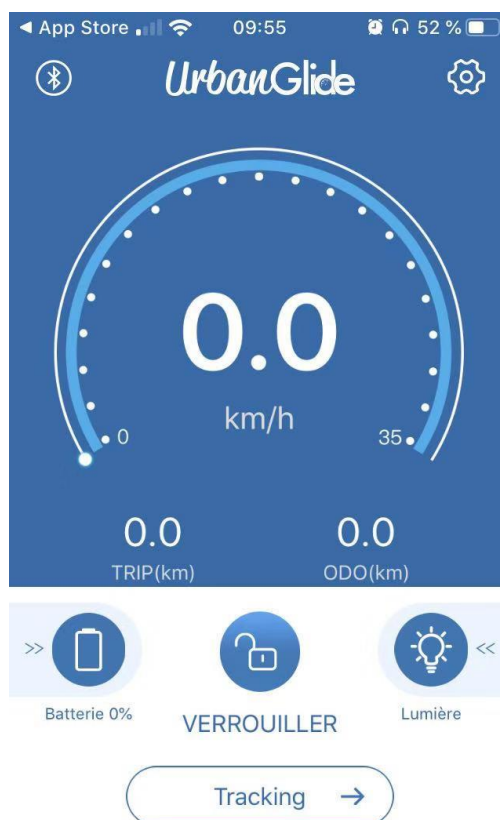 App Store 09:55 52 %
UrbanGlide
0.0
km/h
0 35
0.0 0.0
TRIP(km) ODO(km)
Batterie 0% VERROUILLER Lumière
Tracking